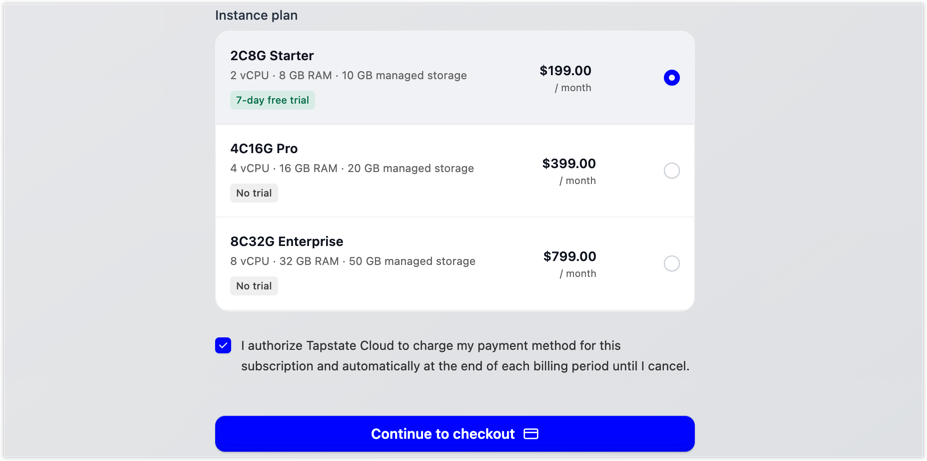 Instance plan
2C8G Starter
2 vCPU · 8 GB RAM · 10 GB managed storage
7-day free trial
$199.00
/ month
4C16G Pro
4 vCPU · 16 GB RAM · 20 GB managed storage
No trial
$399.00
/ month
8C32G Enterprise
8 vCPU · 32 GB RAM · 50 GB managed storage
No trial
$799.00
/ month
I authorize Tapstate Cloud to charge my payment method for this
subscription and automatically at the end of each billing period until I cancel.
Continue to checkout